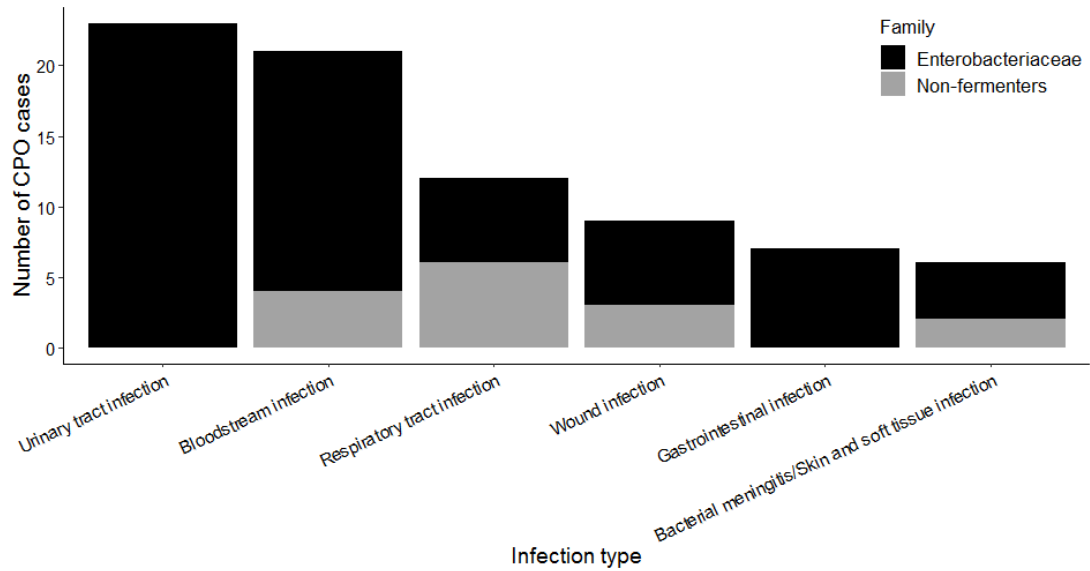 Family
Enterobacteriaceae
Non-fermenters
Number of CPO cases
20
15
10
5
0
Urinary tract infection
Bloodstream infection
Respiratory tract infection
Wound infection
Gastrointestinal infection
Bacterial meningitis/Skin and soft tissue infection
Infection type